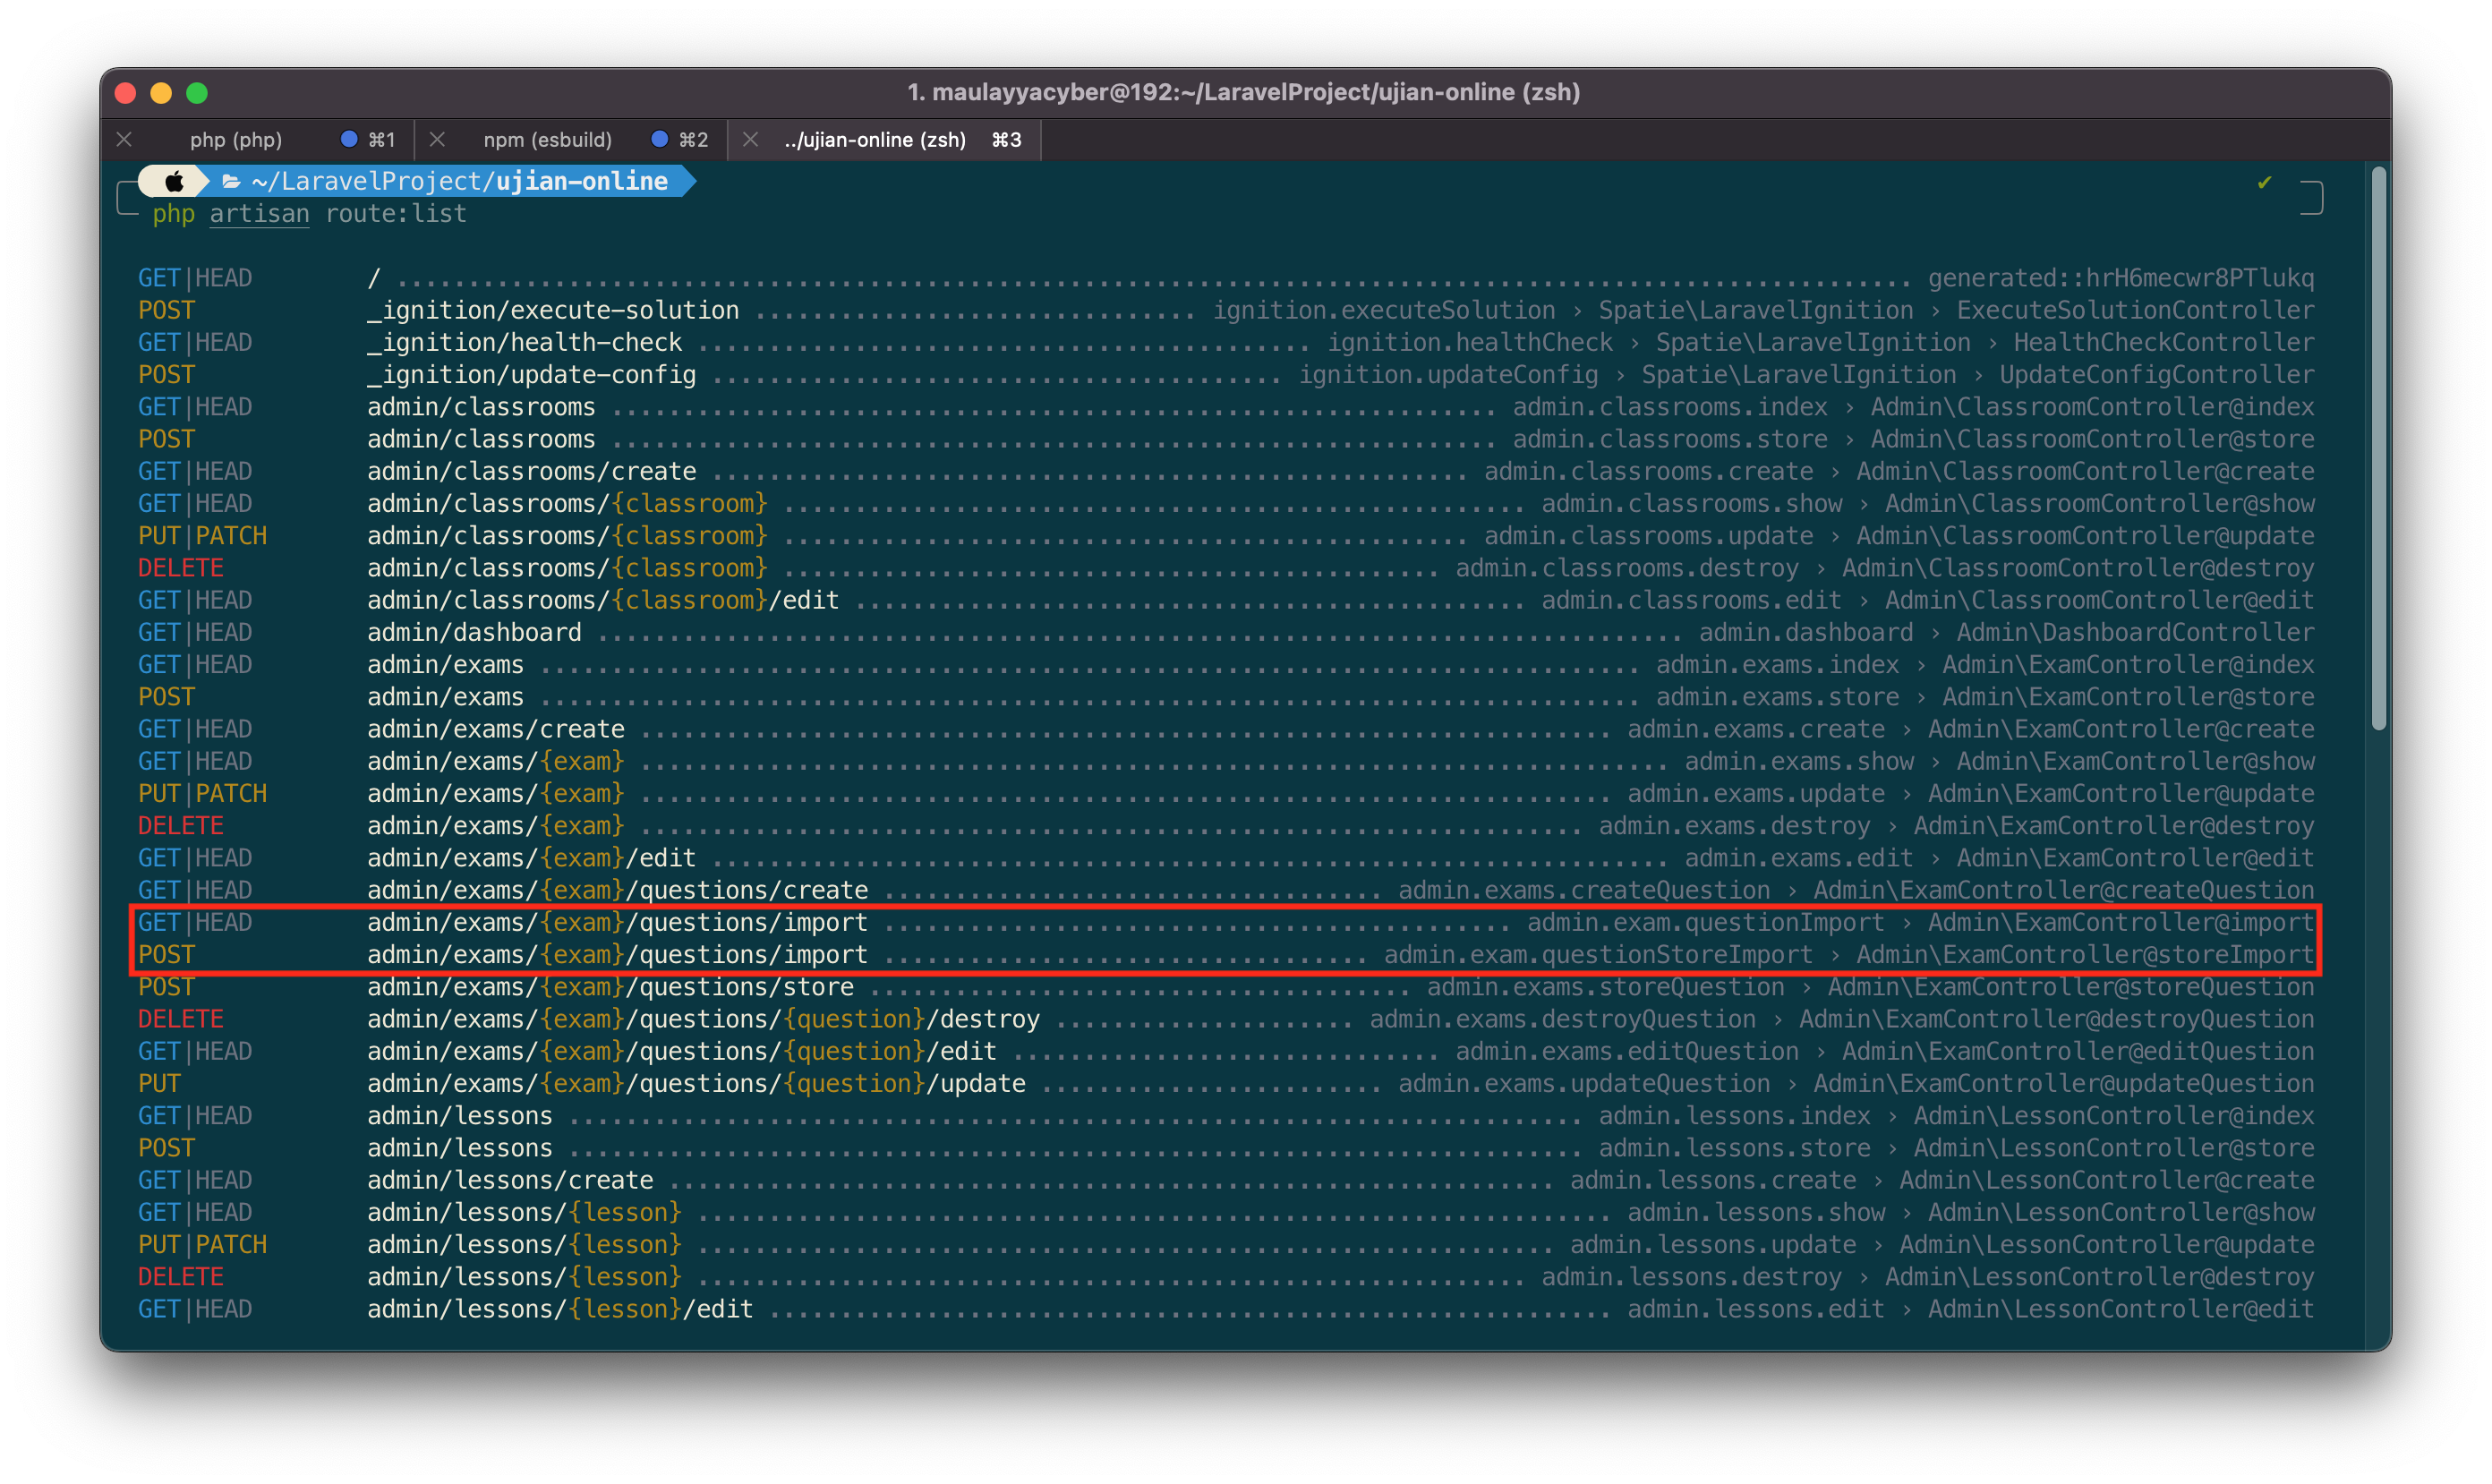 1. maulayyacyber@192:~/LaravelProject/ujian-online (zsh)
php (php) ⌘1 npm (esbuild) ⌘2 ../ujian-online (zsh) ⌘3
~/LaravelProject/ujian-online ✔
php artisan route:list
GET|HEAD / .......................................................................................................... generated::hrH6mecwr8PTlukq
POST _ignition/execute-solution ............................... ignition.executeSolution › Spatie\LaravelIgnition › ExecuteSolutionController
GET|HEAD _ignition/health-check ........................................... ignition.healthCheck › Spatie\LaravelIgnition › HealthCheckController
POST _ignition/update-config ........................................ ignition.updateConfig › Spatie\LaravelIgnition › UpdateConfigController
GET|HEAD admin/classrooms .............................................................. admin.classrooms.index › Admin\ClassroomController@index
POST admin/classrooms .............................................................. admin.classrooms.store › Admin\ClassroomController@store
GET|HEAD admin/classrooms/create ..................................................... admin.classrooms.create › Admin\ClassroomController@create
GET|HEAD admin/classrooms/{classroom} .................................................... admin.classrooms.show › Admin\ClassroomController@show
PUT|PATCH admin/classrooms/{classroom} ................................................ admin.classrooms.update › Admin\ClassroomController@update
DELETE admin/classrooms/{classroom} .............................................. admin.classrooms.destroy › Admin\ClassroomController@destroy
GET|HEAD admin/classrooms/{classroom}/edit ............................................... admin.classrooms.edit › Admin\ClassroomController@edit
GET|HEAD admin/dashboard ............................................................................ admin.dashboard › Admin\DashboardController
GET|HEAD admin/exams ............................................................................. admin.exams.index › Admin\ExamController@index
POST admin/exams ............................................................................. admin.exams.store › Admin\ExamController@store
GET|HEAD admin/exams/create .................................................................... admin.exams.create › Admin\ExamController@create
GET|HEAD admin/exams/{exam} ........................................................................ admin.exams.show › Admin\ExamController@show
PUT|PATCH admin/exams/{exam} .................................................................... admin.exams.update › Admin\ExamController@update
DELETE admin/exams/{exam} .................................................................. admin.exams.destroy › Admin\ExamController@destroy
GET|HEAD admin/exams/{exam}/edit ................................................................... admin.exams.edit › Admin\ExamController@edit
GET|HEAD admin/exams/{exam}/questions/create ................................... admin.exams.createQuestion › Admin\ExamController@createQuestion
GET|HEAD admin/exams/{exam}/questions/import ............................................ admin.exam.questionImport › Admin\ExamController@import
POST admin/exams/{exam}/questions/import .................................. admin.exam.questionStoreImport › Admin\ExamController@storeImport
POST admin/exams/{exam}/questions/store ...................................... admin.exams.storeQuestion › Admin\ExamController@storeQuestion
DELETE admin/exams/{exam}/questions/{question}/destroy ..................... admin.exams.destroyQuestion › Admin\ExamController@destroyQuestion
GET|HEAD admin/exams/{exam}/questions/{question}/edit .............................. admin.exams.editQuestion › Admin\ExamController@editQuestion
PUT admin/exams/{exam}/questions/{question}/update ........................ admin.exams.updateQuestion › Admin\ExamController@updateQuestion
GET|HEAD admin/lessons ....................................................................... admin.lessons.index › Admin\LessonController@index
POST admin/lessons ....................................................................... admin.lessons.store › Admin\LessonController@store
GET|HEAD admin/lessons/create .............................................................. admin.lessons.create › Admin\LessonController@create
GET|HEAD admin/lessons/{lesson} ................................................................ admin.lessons.show › Admin\LessonController@show
PUT|PATCH admin/lessons/{lesson} ............................................................ admin.lessons.update › Admin\LessonController@update
DELETE admin/lessons/{lesson} .......................................................... admin.lessons.destroy › Admin\LessonController@destroy
GET|HEAD admin/lessons/{lesson}/edit ........................................................... admin.lessons.edit › Admin\LessonController@edit